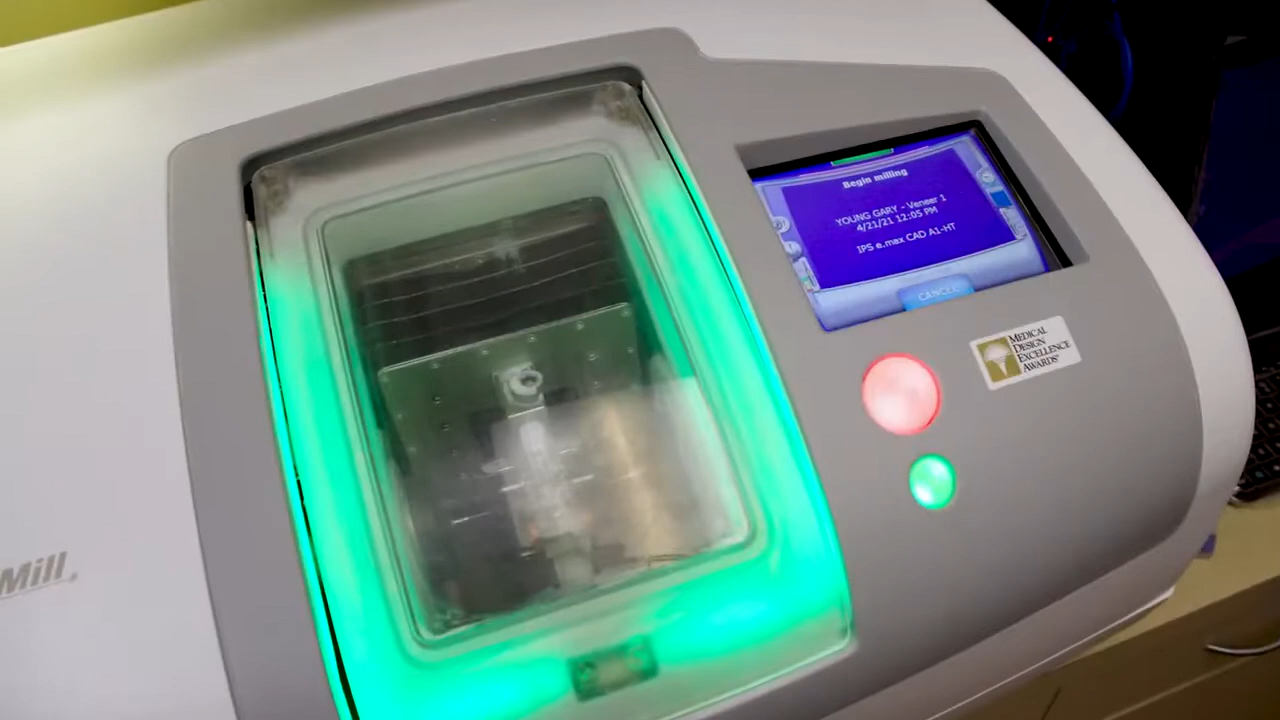 Begin milling
YOUNG GARY - Veneer 1
4/21/21 12:05 PM
IPS e.max CAD A1-HT
CANCEL
MEDICAL
DESIGN
EXCELLENCE
AWARDS®
Mill